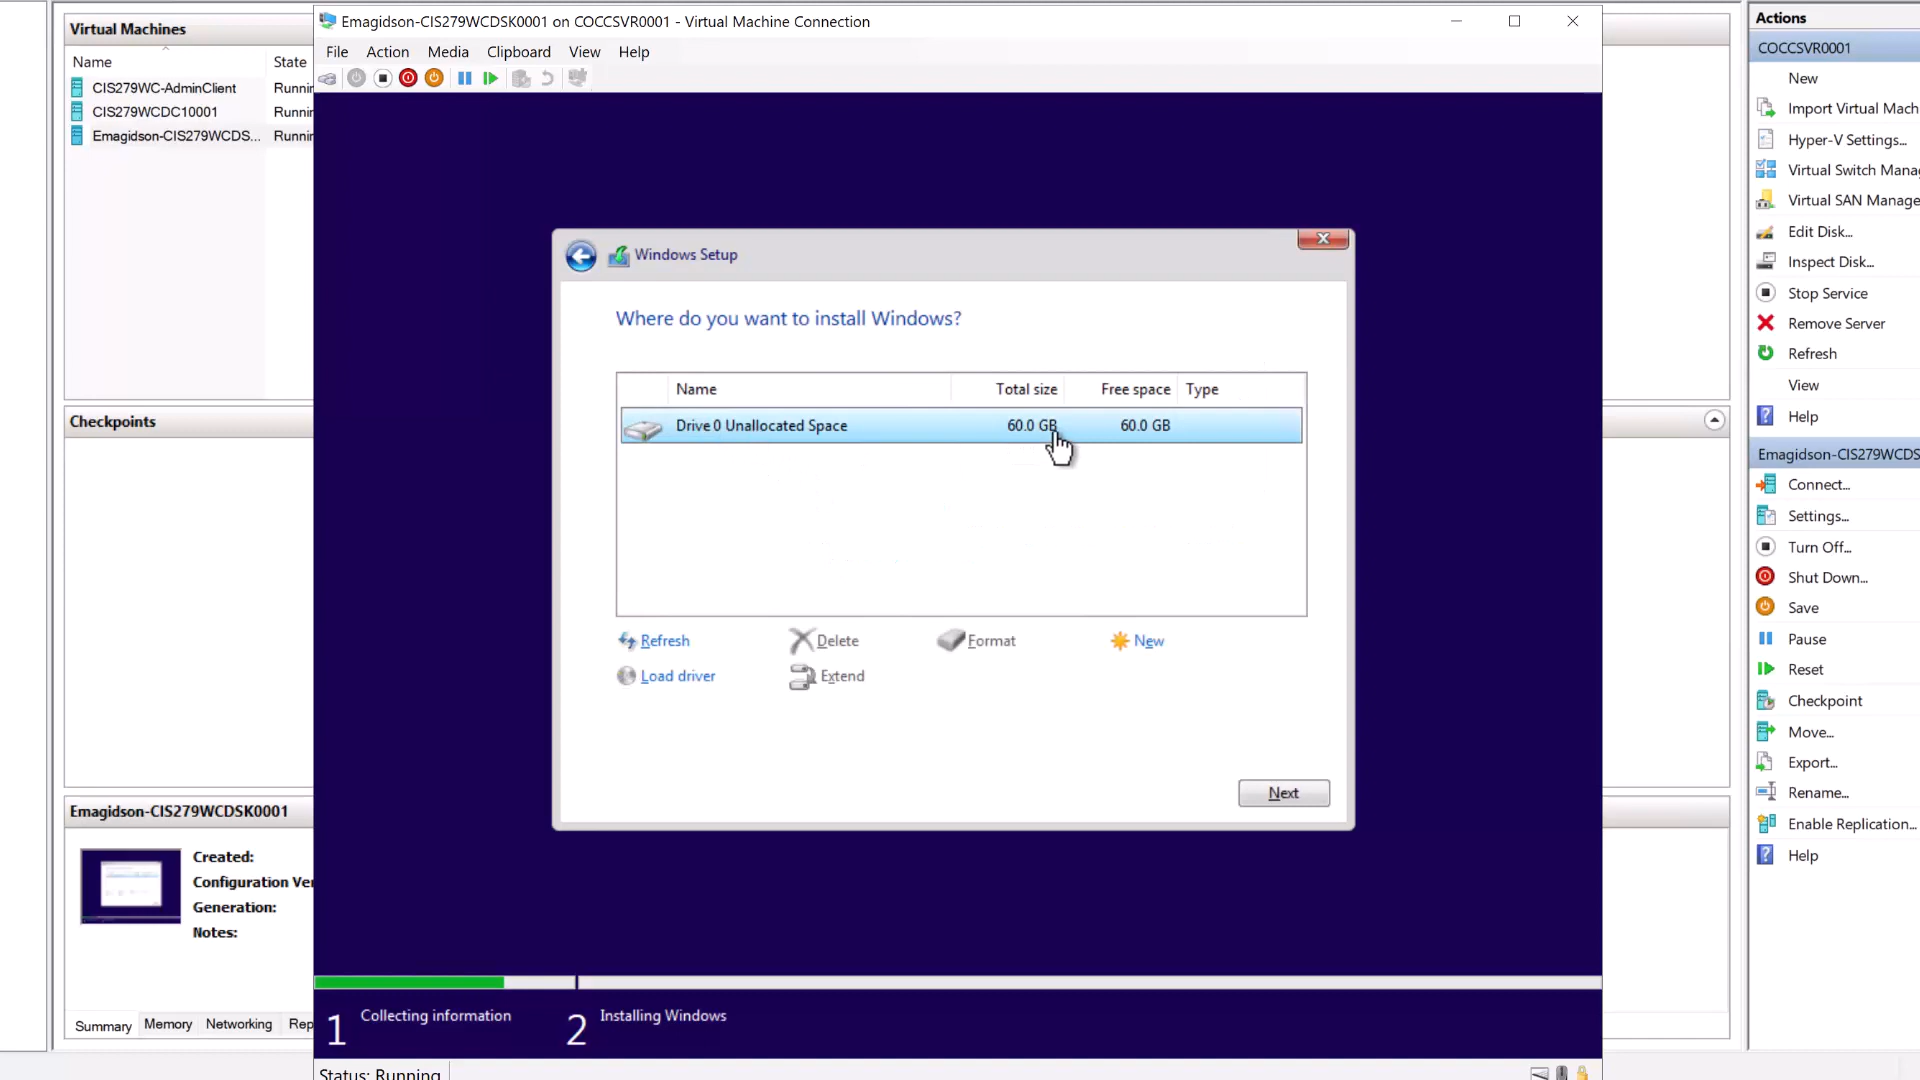 Virtual Machines
Name
State
CIS279WC-AdminClient
Runnin
CIS279WCDC10001
Runnin
Emagidson-CIS279WCDS...
Runnin
Checkpoints
Emagidson-CIS279WCDSK0001
Created:
Configuration Ver
Generation:
Notes:
Summary
Memory
Networking
Rep
Emagidson-CIS279WCDSK0001 on COCCSVR0001 - Virtual Machine Connection
File
Action
Media
Clipboard
View
Help
Windows Setup
Where do you want to install Windows?
Name
Total size
Free space
Type
Drive 0 Unallocated Space
60.0 GB
60.0 GB
Refresh
Delete
Format
New
Load driver
Extend
Next
1
Collecting information
2
Installing Windows
Status: Running
Actions
COCCSVR0001
New
Import Virtual Mach
Hyper-V Settings...
Virtual Switch Mana
Virtual SAN Manage
Edit Disk...
Inspect Disk...
Stop Service
Remove Server
Refresh
View
Help
Emagidson-CIS279WCDS
Connect...
Settings...
Turn Off...
Shut Down...
Save
Pause
Reset
Checkpoint
Move...
Export...
Rename...
Enable Replication...
Help